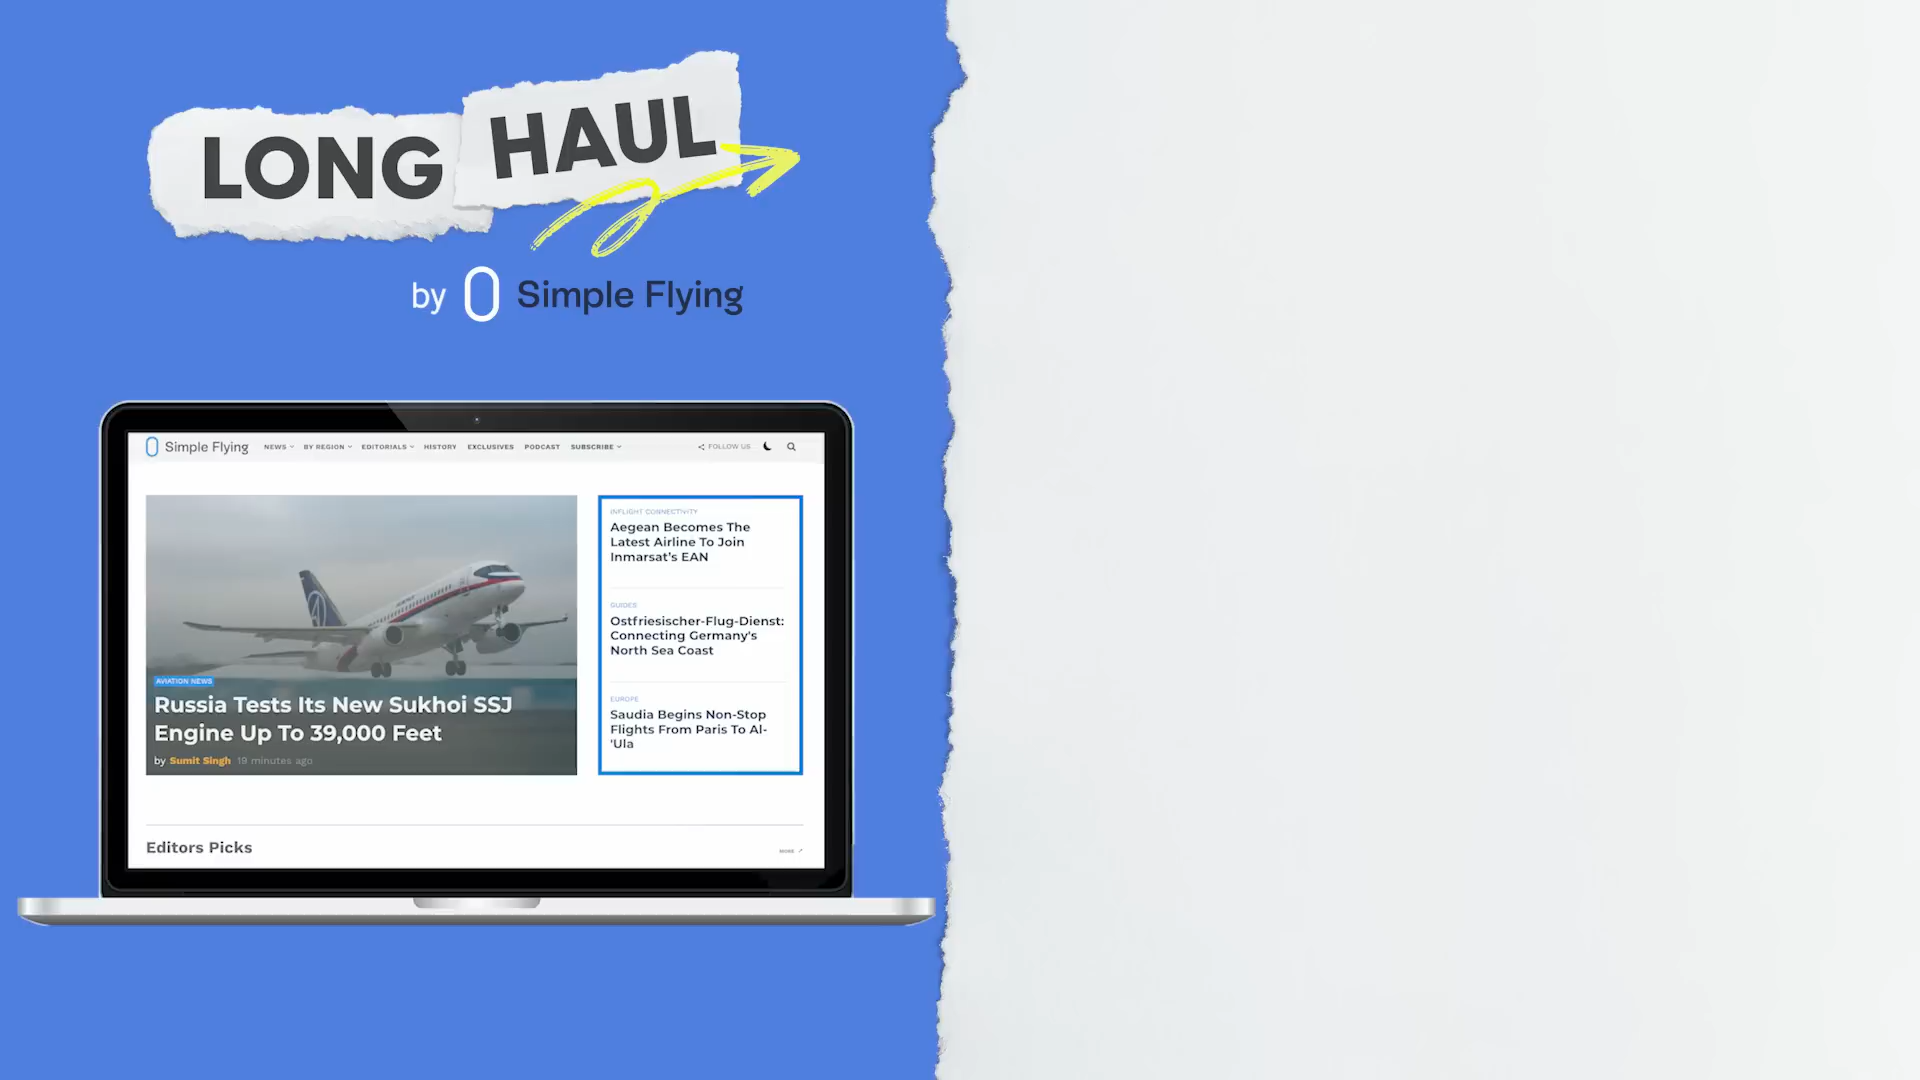 LONG HAUL
by Simple Flying
Simple Flying NEWS BY REGION EDITORIALS HISTORY EXCLUSIVES PODCAST SUBSCRIBE FOLLOW US
AVIATION NEWS
Russia Tests Its New Sukhoi SSJ
Engine Up To 39,000 Feet
by Sumit Singh 19 minutes ago
INFLIGHT CONNECTIVITY
Aegean Becomes The
Latest Airline To Join
Inmarsat's EAN
GUIDES
Ostfriesischer-Flug-Dienst:
Connecting Germany's
North Sea Coast
EUROPE
Saudia Begins Non-Stop
Flights From Paris To Al-
'Ula
Editors Picks
MORE